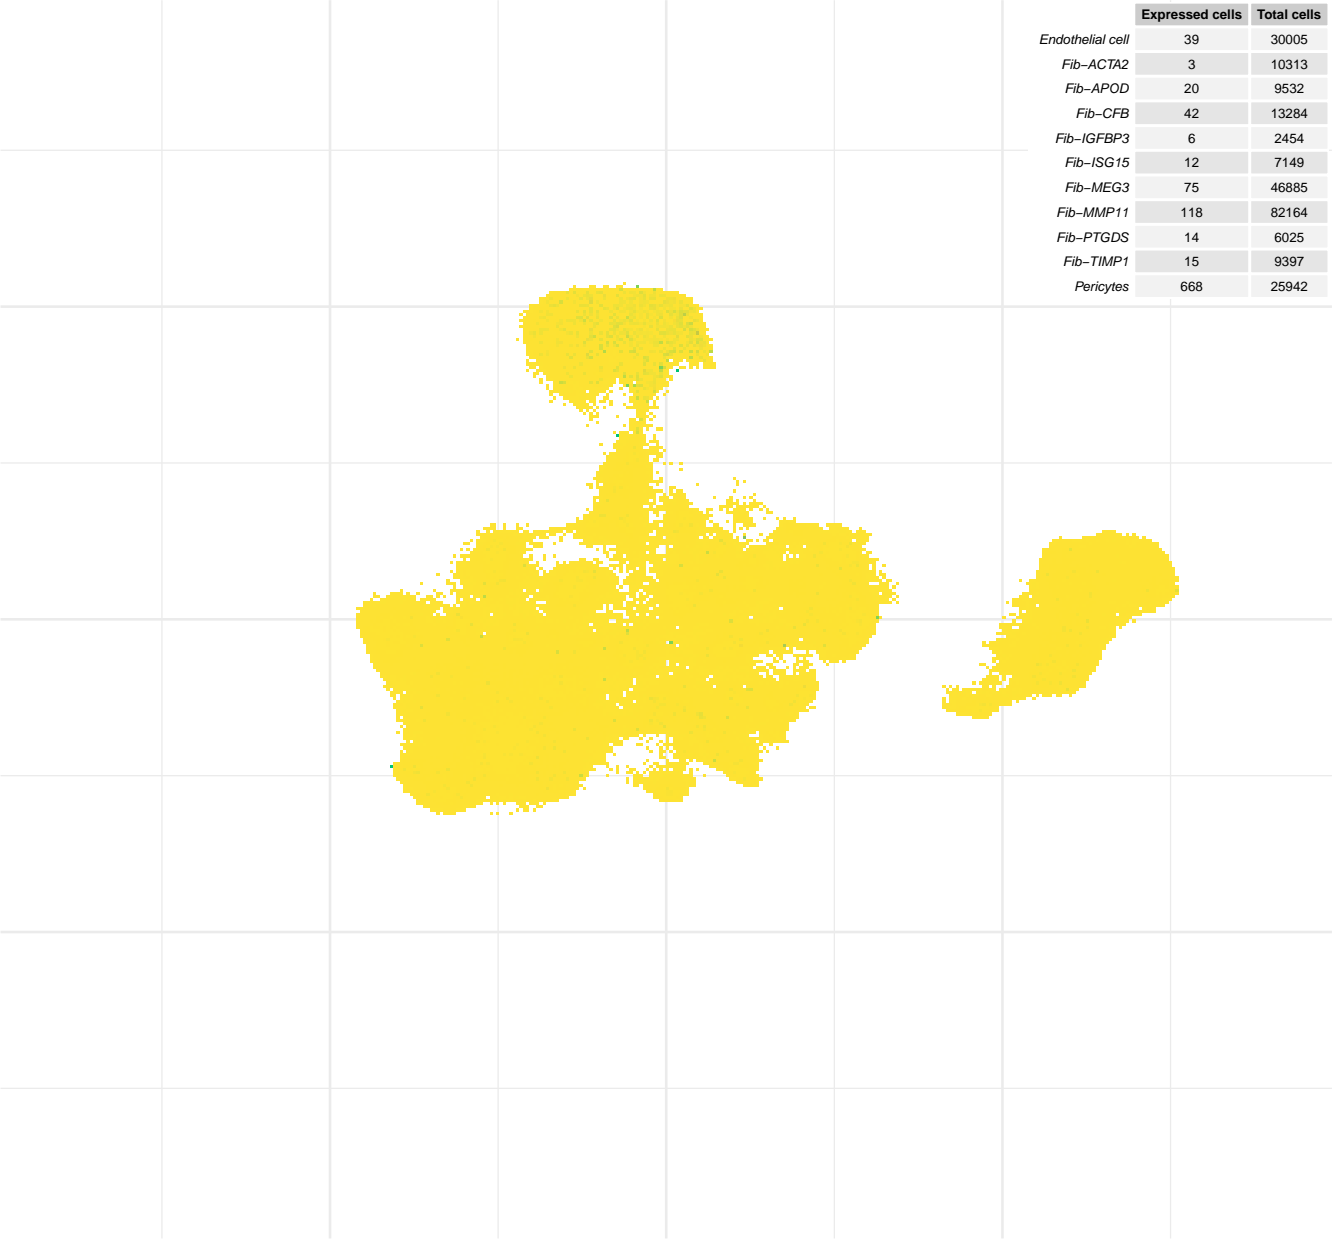 Expressed cells Total cells
Endothelial cell 39 30005
Fib−ACTA2 3 10313
Fib−APOD 20 9532
Fib−CFB 42 13284
Fib−IGFBP3 6 2454
Fib−ISG15 12 7149
Fib−MEG3 75 46885
Fib−MMP11 118 82164
Fib−PTGDS 14 6025
Fib−TIMP1 15 9397
Pericytes 668 25942